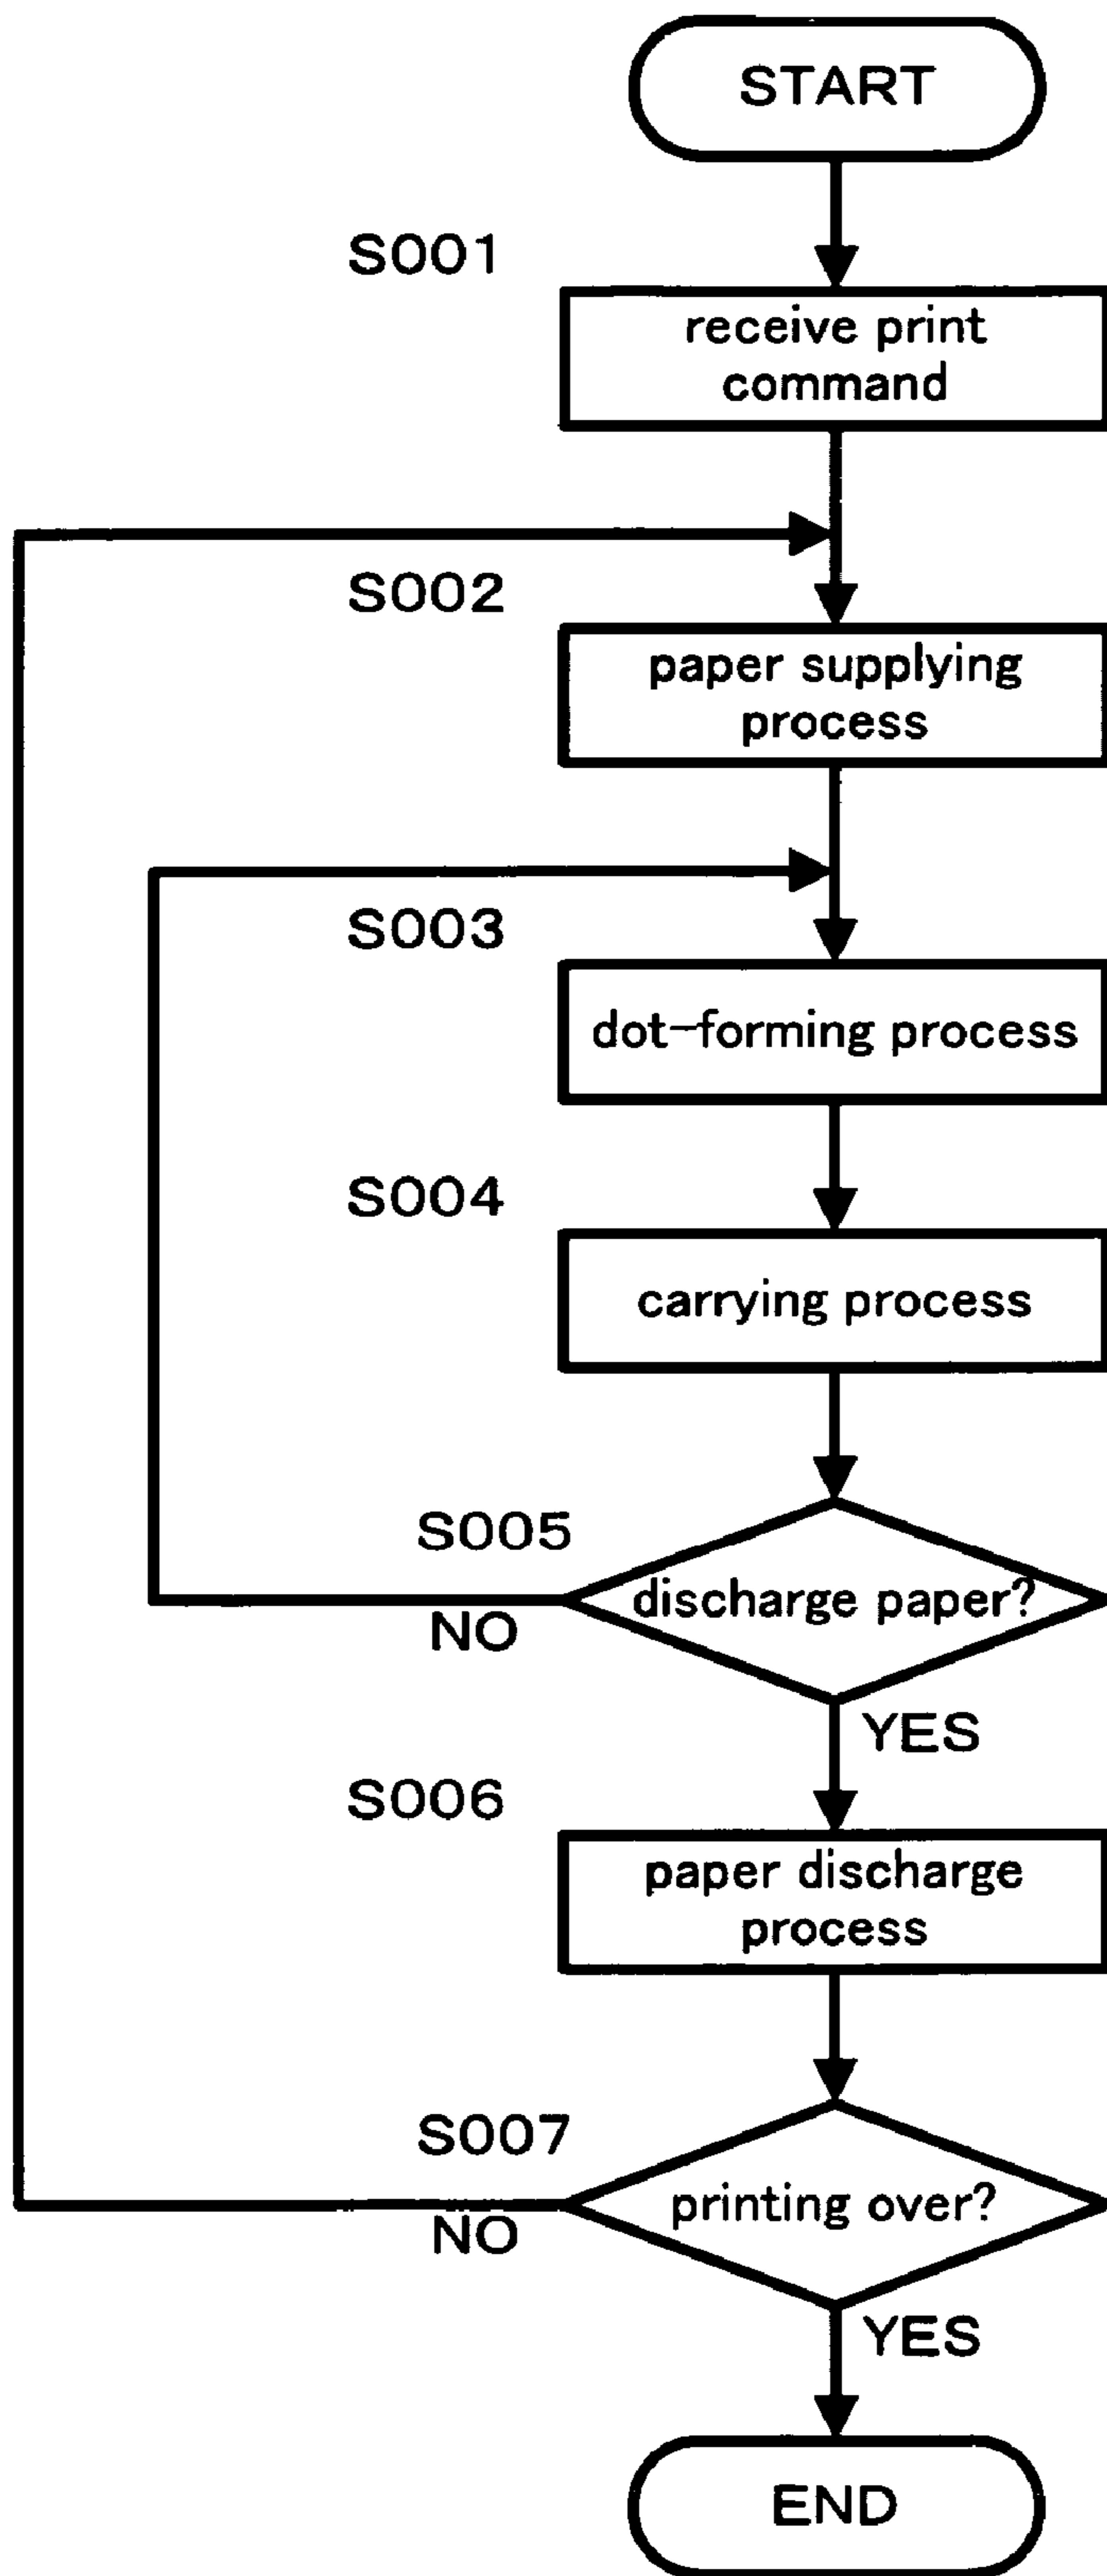 START
S001
receive print
command
S002
paper supplying
process
S003
dot-forming process
S004
carrying process
S005
discharge paper?
NO
YES
S006
paper discharge
process
S007
printing over?
NO
YES
END